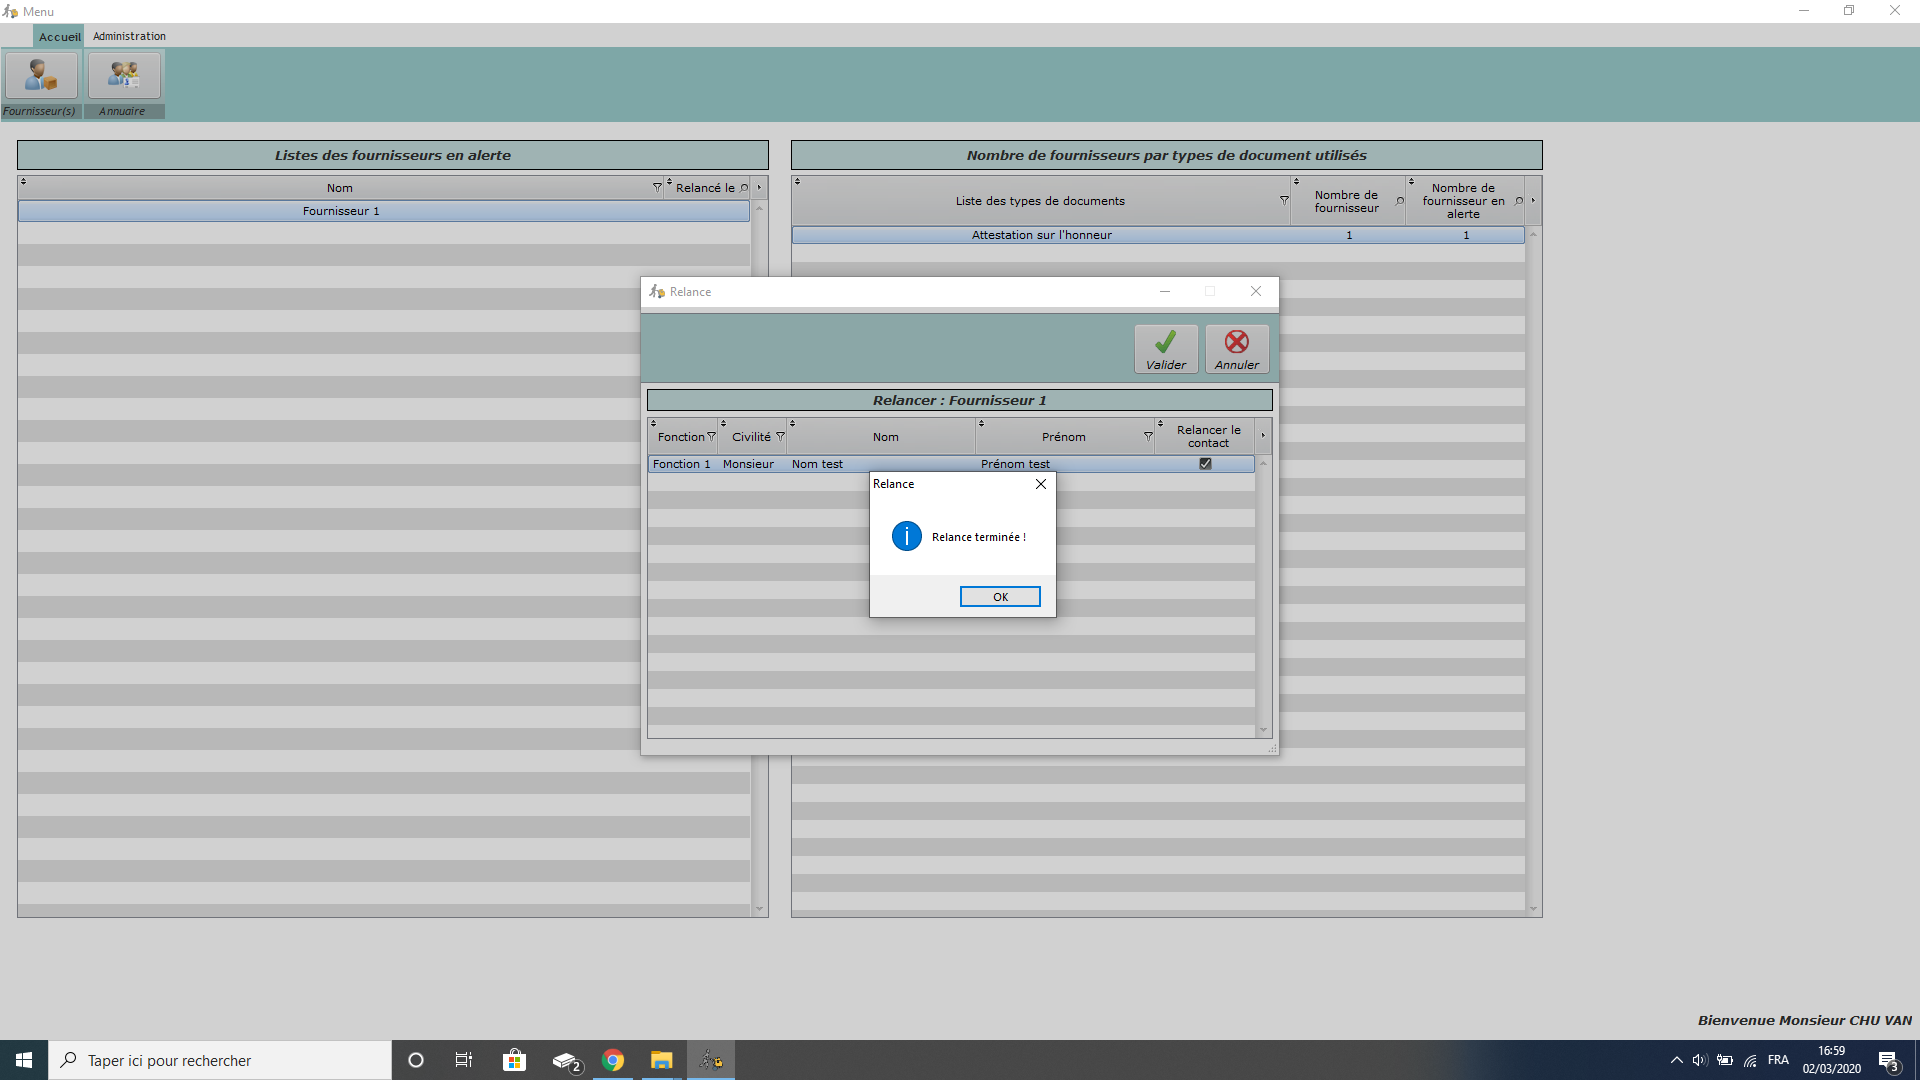 Menu
Accueil
Administration
Fournisseur(s)
Annuaire
Listes des fournisseurs en alerte
Nom
Relancé le
Fournisseur 1
Nombre de fournisseurs par types de document utilisés
Liste des types de documents
Nombre de
fournisseur
Nombre de
fournisseur en
alerte
Attestation sur l'honneur
1
1
Relance
Valider
Annuler
Relancer : Fournisseur 1
Fonction
Civilité
Nom
Prénom
Relancer le
contact
Fonction 1
Monsieur
Nom test
Prénom test
Relance
Relance terminée !
OK
Bienvenue Monsieur CHU VAN
Taper ici pour rechercher
2
FRA
16:59
02/03/2020
3